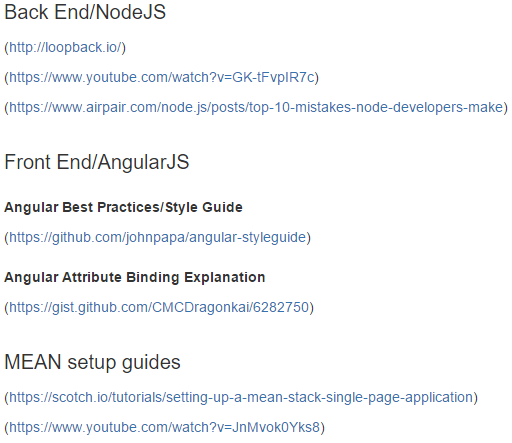 Back End/NodeJS
(http://loopback.io/)
(https://www.youtube.com/watch?v=GK-tFvpIR7c)
(https://www.airpair.com/node.js/posts/top-10-mistakes-node-developers-make)
Front End/AngularJS
Angular Best Practices/Style Guide
(https://github.com/johnpapa/angular-styleguide)
Angular Attribute Binding Explanation
(https://gist.github.com/CMCDragonkai/6282750)
MEAN setup guides
(https://scotch.io/tutorials/setting-up-a-mean-stack-single-page-application)
(https://www.youtube.com/watch?v=JnMvok0Yks8)